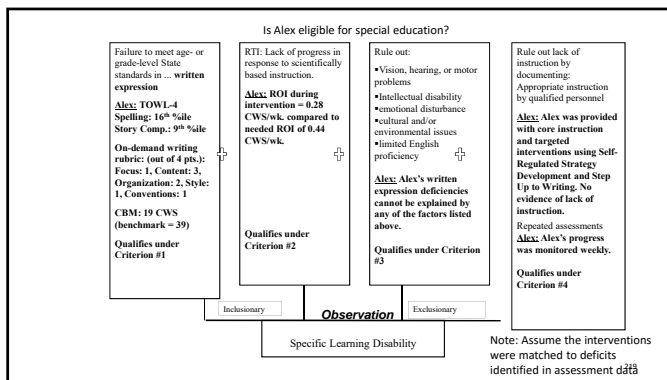 Is Alex eligible for special education?
Failure to meet age- or
grade-level State
standards in ... written
expression
Alex: TOWL-4
Spelling: 16th %ile
Story Comp.: 9th %ile
On-demand writing
rubric: (out of 4 pts.):
Focus: 1, Content: 3,
Organization: 2, Style:
1, Conventions: 1
CBM: 19 CWS
(benchmark = 39)
Qualifies under
Criterion #1
RTI: Lack of progress in
response to scientifically
based instruction.
Alex: ROI during
intervention = 0.28
CWS/wk. compared to
needed ROI of 0.44
CWS/wk.
Qualifies under
Criterion #2
Rule out:
▪Vision, hearing, or motor
problems
▪Intellectual disability
▪emotional disturbance
▪cultural and/or
environmental issues
▪limited English
proficiency
Alex: Alex's written
expression deficiencies
cannot be explained by
any of the factors listed
above.
Qualifies under Criterion
#3
Rule out lack of
instruction by
documenting:
Appropriate instruction
by qualified personnel
Alex: Alex was provided
with core instruction
and targeted
interventions using Self-
Regulated Strategy
Development and Step
Up to Writing. No
evidence of lack of
instruction.
Repeated assessments
Alex: Alex's progress
was monitored weekly.
Qualifies under
Criterion #4
Inclusionary
Observation
Exclusionary
Specific Learning Disability
Note: Assume the interventions
were matched to deficits
identified in assessment data